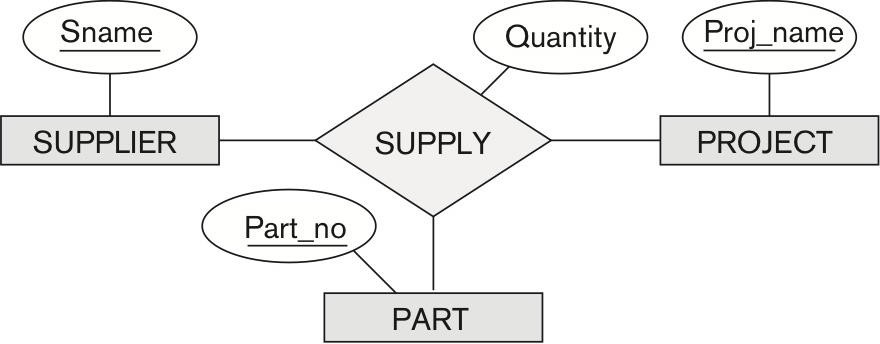 Sname
Quantity
Proj_name
SUPPLIER
SUPPLY
PROJECT
Part_no
PART